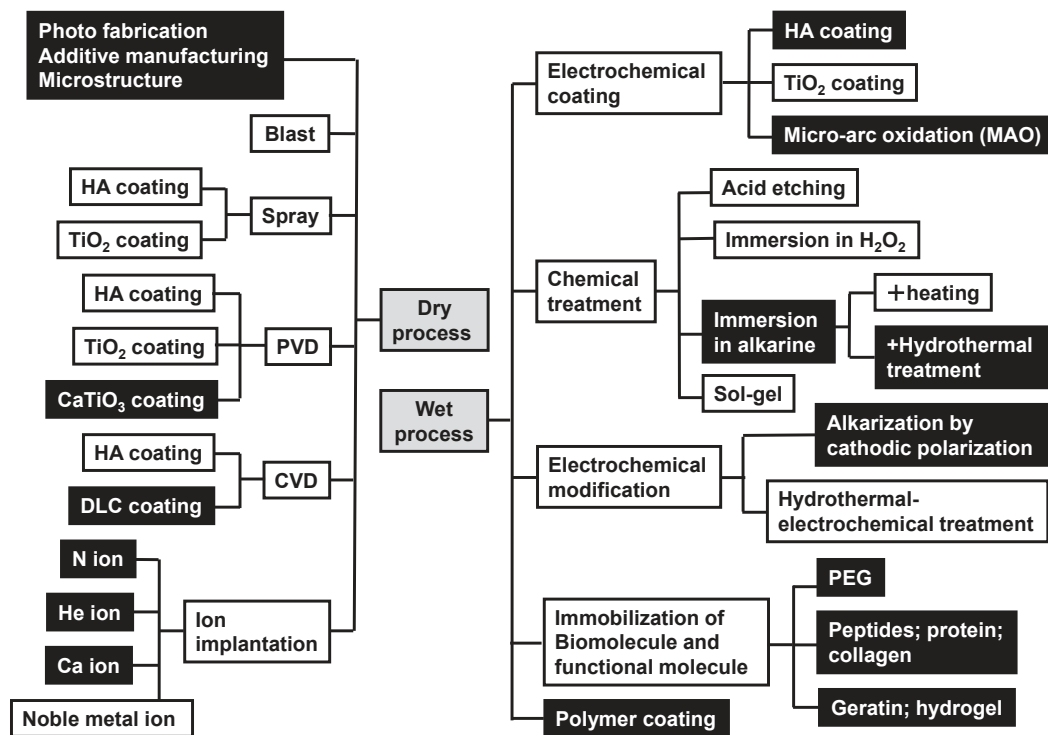 Photo fabrication
Additive manufacturing
Microstructure
Blast
HA coating
TiO₂ coating
Spray
HA coating
TiO₂ coating
CaTiO₃ coating
PVD
HA coating
DLC coating
CVD
N ion
He ion
Ca ion
Noble metal ion
Ion
implantation
Dry
process
Wet
process
Electrochemical
coating
HA coating
TiO₂ coating
Micro-arc oxidation (MAO)
Chemical
treatment
Acid etching
Immersion in H₂O₂
Immersion
in alkarine
+heating
+Hydrothermal
treatment
Sol-gel
Electrochemical
modification
Alkarization by
cathodic polarization
Hydrothermal-
electrochemical treatment
Immobilization of
Biomolecule and
functional molecule
PEG
Peptides; protein;
collagen
Geratin; hydrogel
Polymer coating